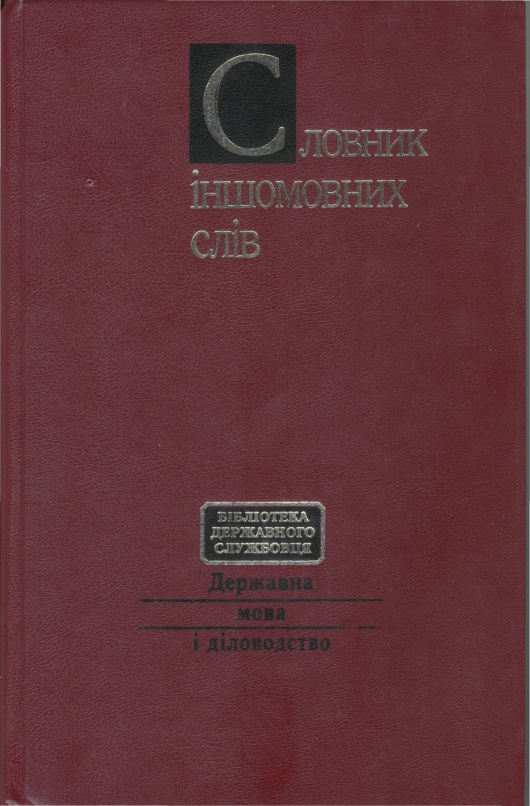 Словник
іншомовних
слів
БІБЛІОТЕКА
ДЕРЖАВНОГО
СЛУЖБОВЦЯ
Державна
мова
і діловодство